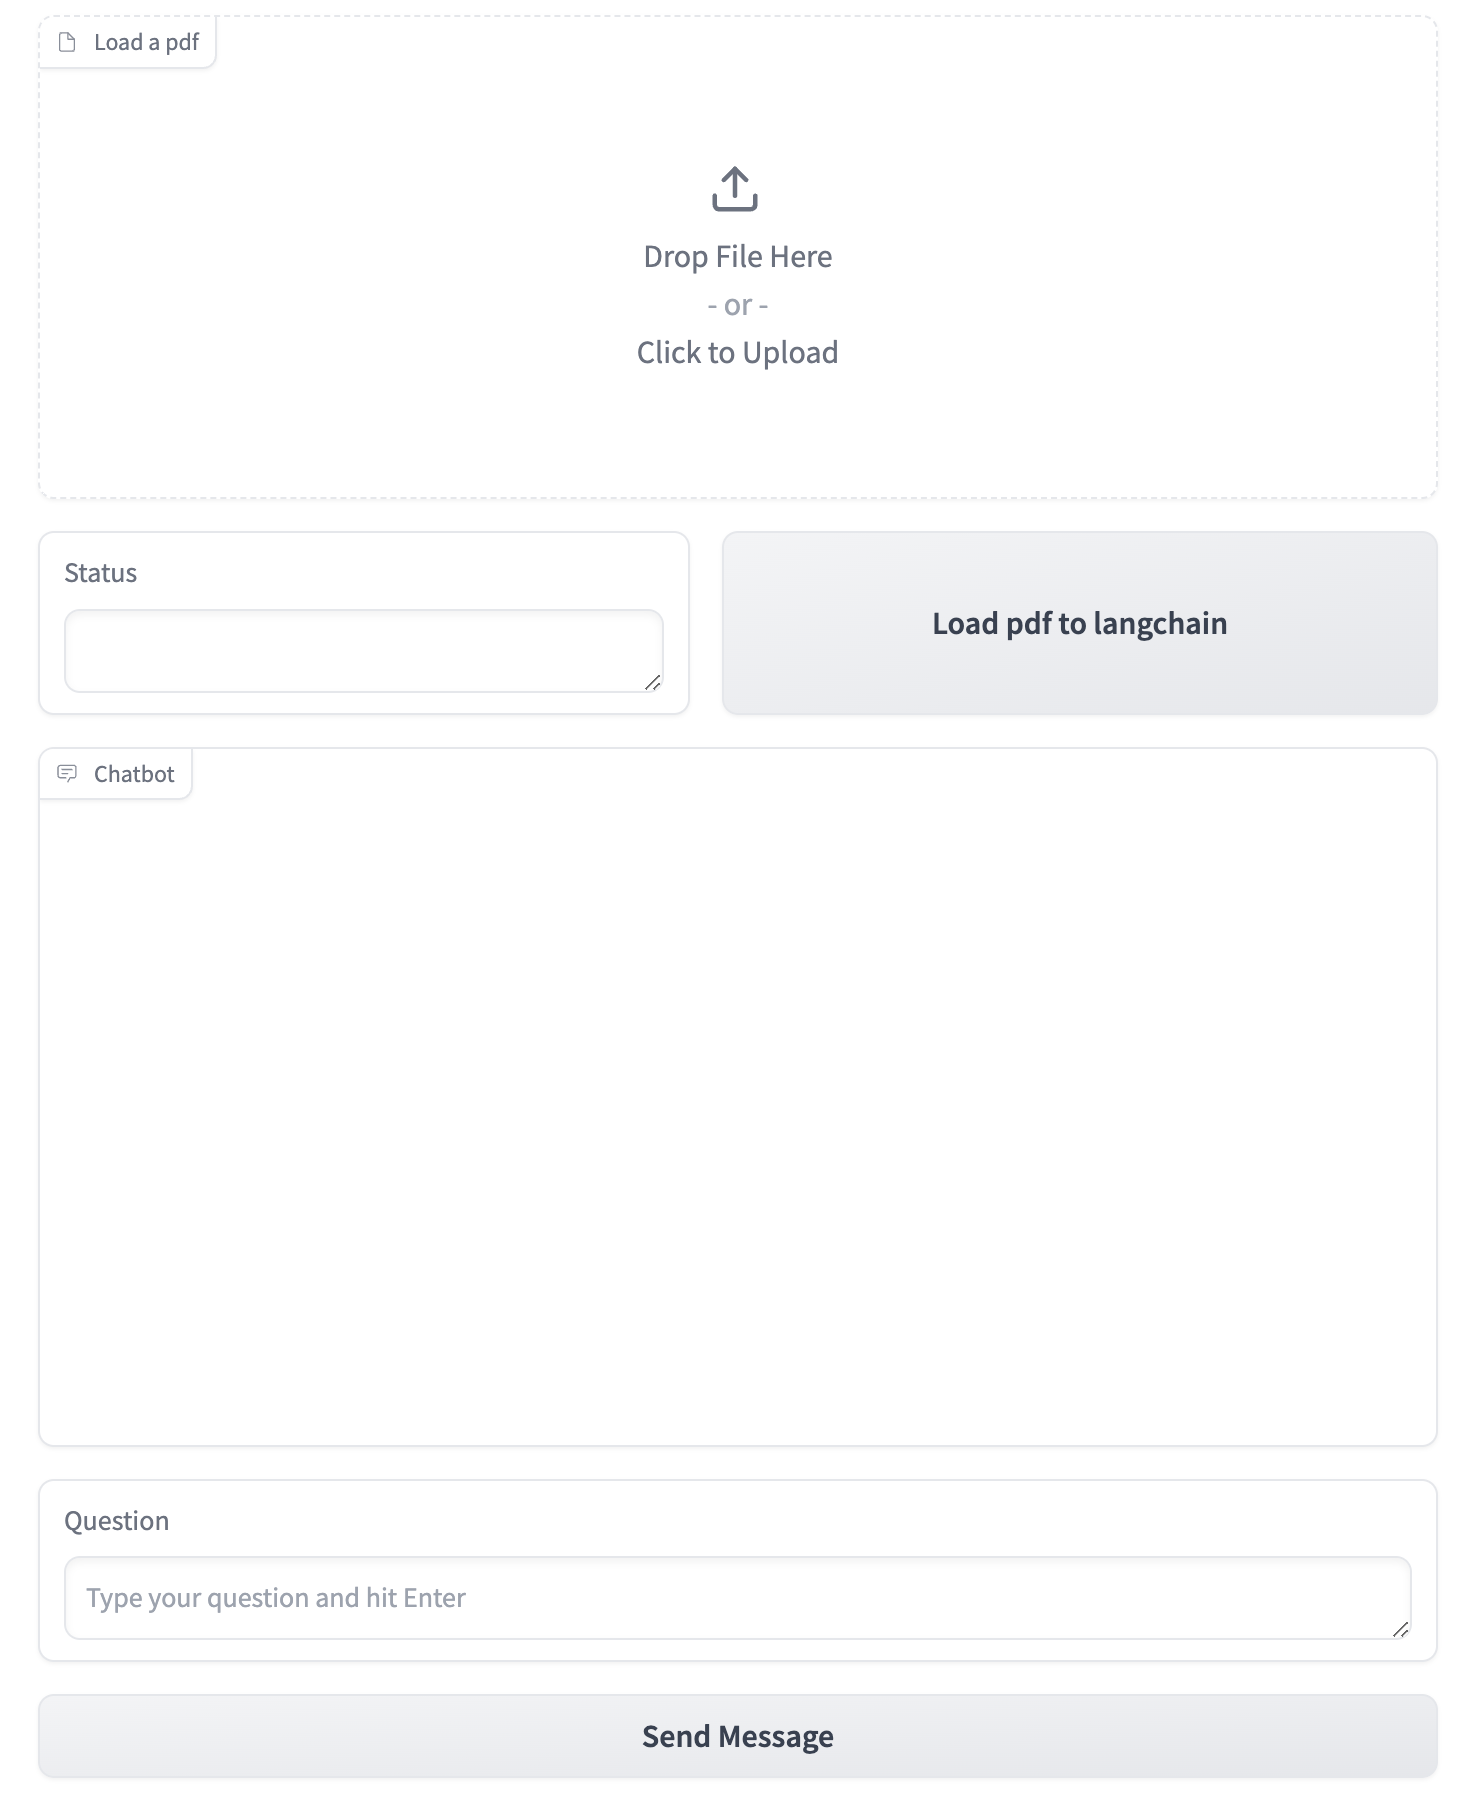 Load a pdf
Drop File Here
- or -
Click to Upload
Status
Load pdf to langchain
Chatbot
Question
Type your question and hit Enter
Send Message